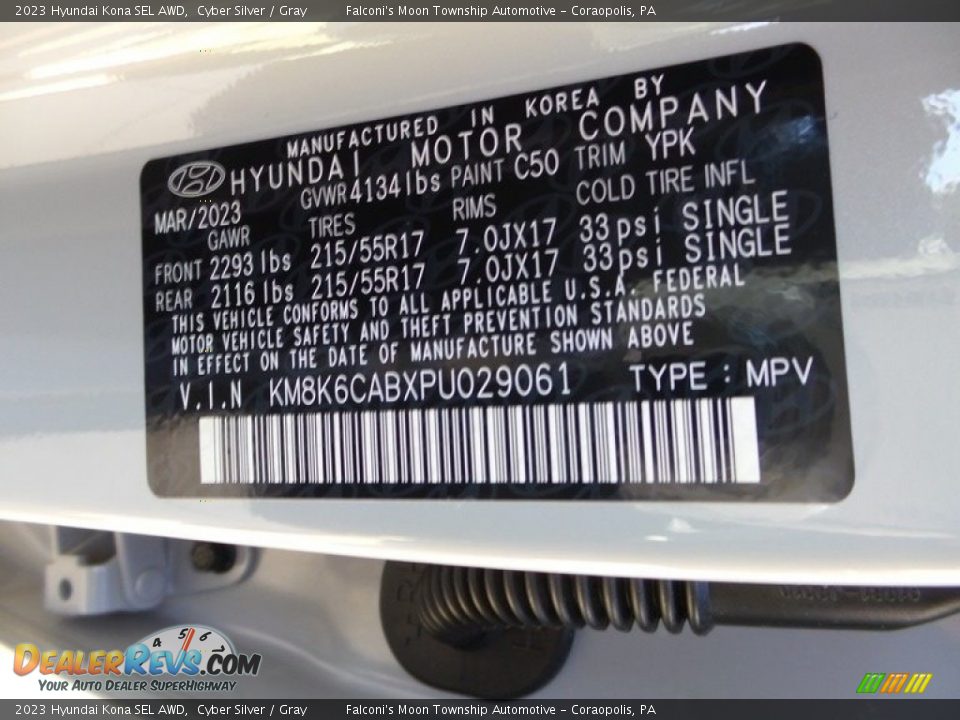 2023 Hyundai Kona SEL AWD, Cyber Silver / Gray Falconi's Moon Township Automotive - Coraopolis, PA
MANUFACTURED IN KOREA BY
HYUNDAI MOTOR COMPANY
MAR/2023 GVWR 4134 lbs PAINT C50 TRIM YPK
GAWR TIRES RIMS COLD TIRE INFL
FRONT 2293 lbs 215/55R17 7.0JX17 33psi SINGLE
REAR 2116 lbs 215/55R17 7.0JX17 33psi SINGLE
THIS VEHICLE CONFORMS TO ALL APPLICABLE U.S.A. FEDERAL
MOTOR VEHICLE SAFETY AND THEFT PREVENTION STANDARDS
IN EFFECT ON THE DATE OF MANUFACTURE SHOWN ABOVE
V.I.N KM8K6CABXPU029061 TYPE : MPV
4 5 6
DealerRevs.com
Your Auto Dealer SuperHighway
2023 Hyundai Kona SEL AWD, Cyber Silver / Gray Falconi's Moon Township Automotive - Coraopolis, PA